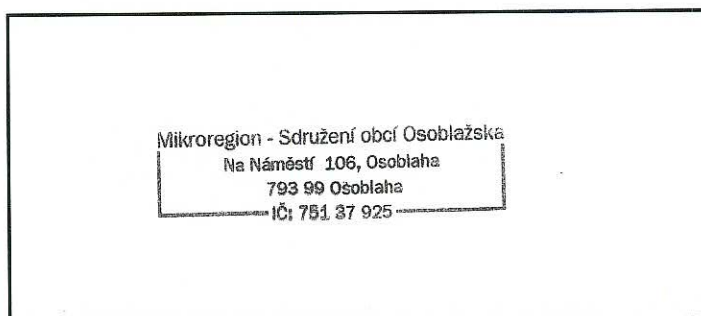 Mikroregion - Sdružení obcí Osoblažska
Na Náměstí 106, Osoblaha
793 99 Osoblaha
IČ: 751 37 925